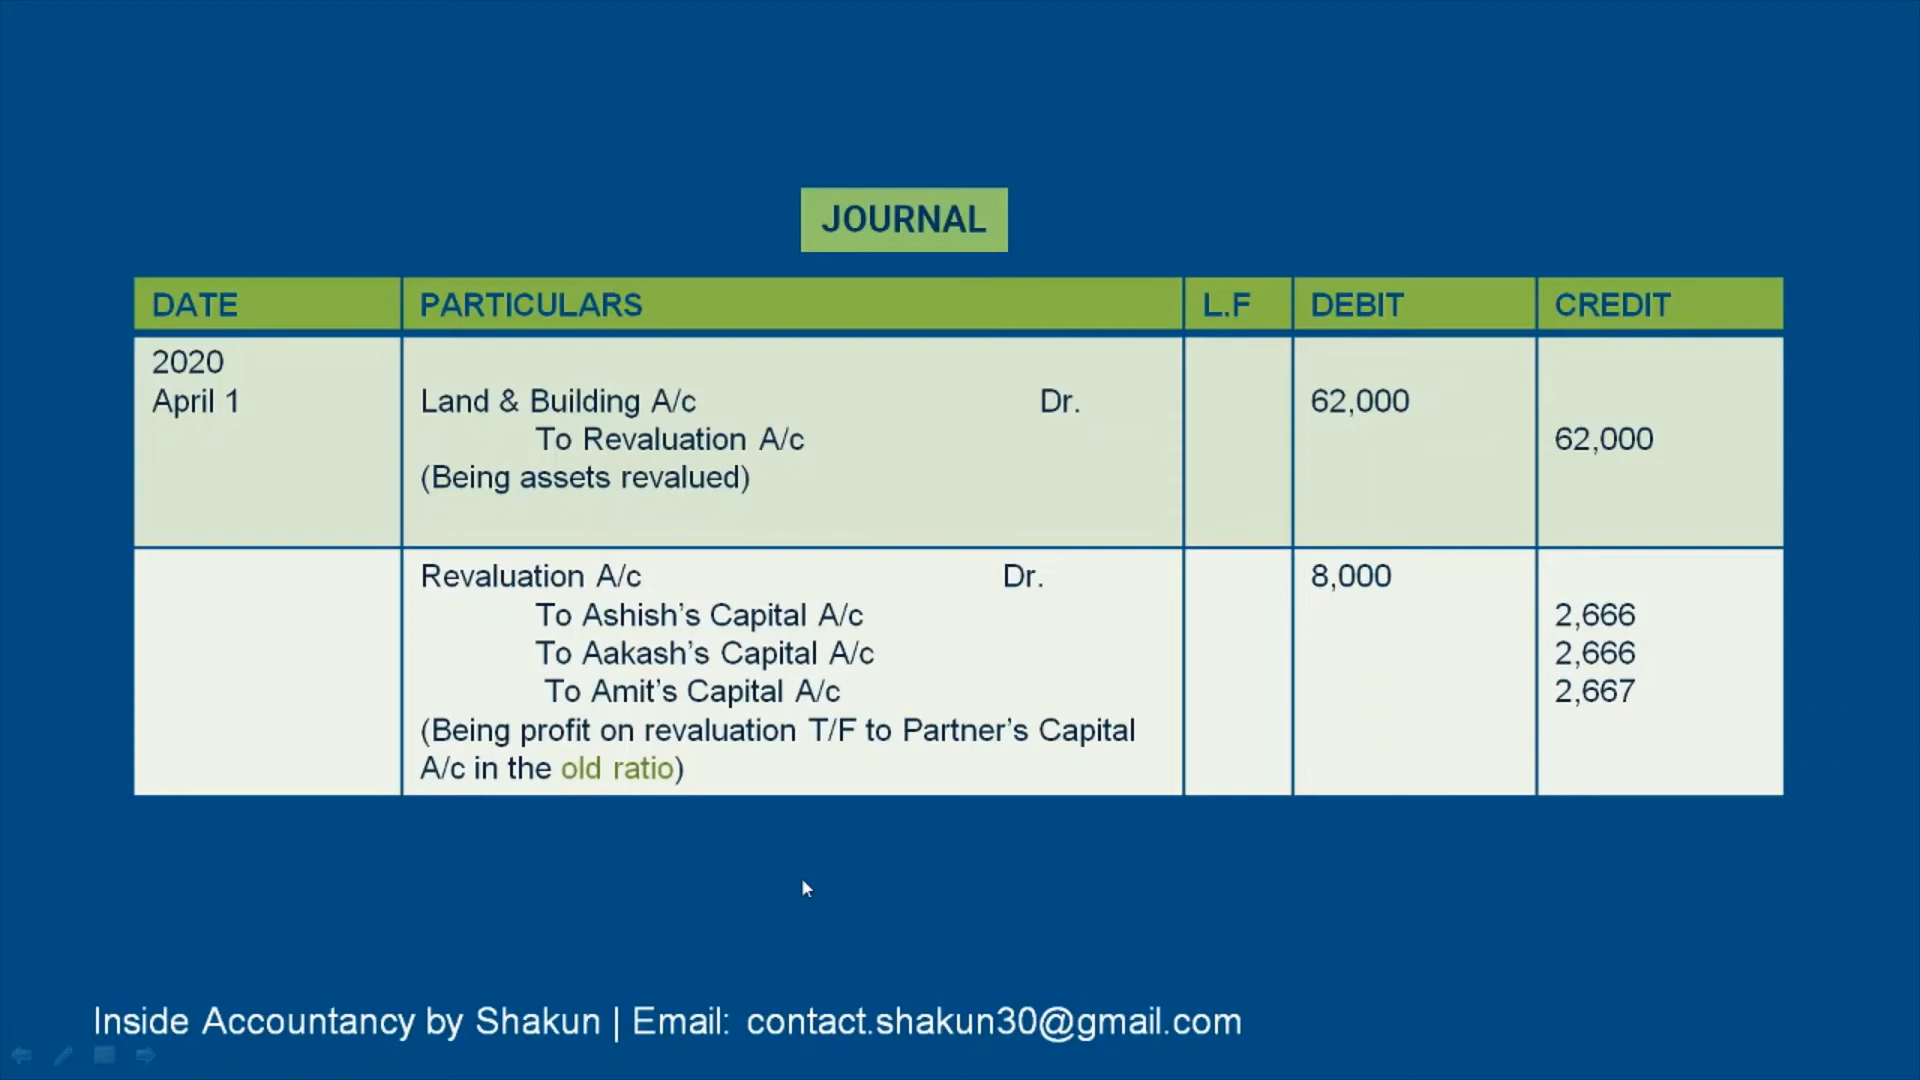 JOURNAL
DATE PARTICULARS L.F DEBIT CREDIT
2020
April 1 Land & Building A/c Dr. 62,000
To Revaluation A/c 62,000
(Being assets revalued)
Revaluation A/c Dr. 8,000
To Ashish’s Capital A/c 2,666
To Aakash’s Capital A/c 2,666
To Amit’s Capital A/c 2,667
(Being profit on revaluation T/F to Partner’s Capital
A/c in the old ratio)
Inside Accountancy by Shakun | Email: contact.shakun30@gmail.com